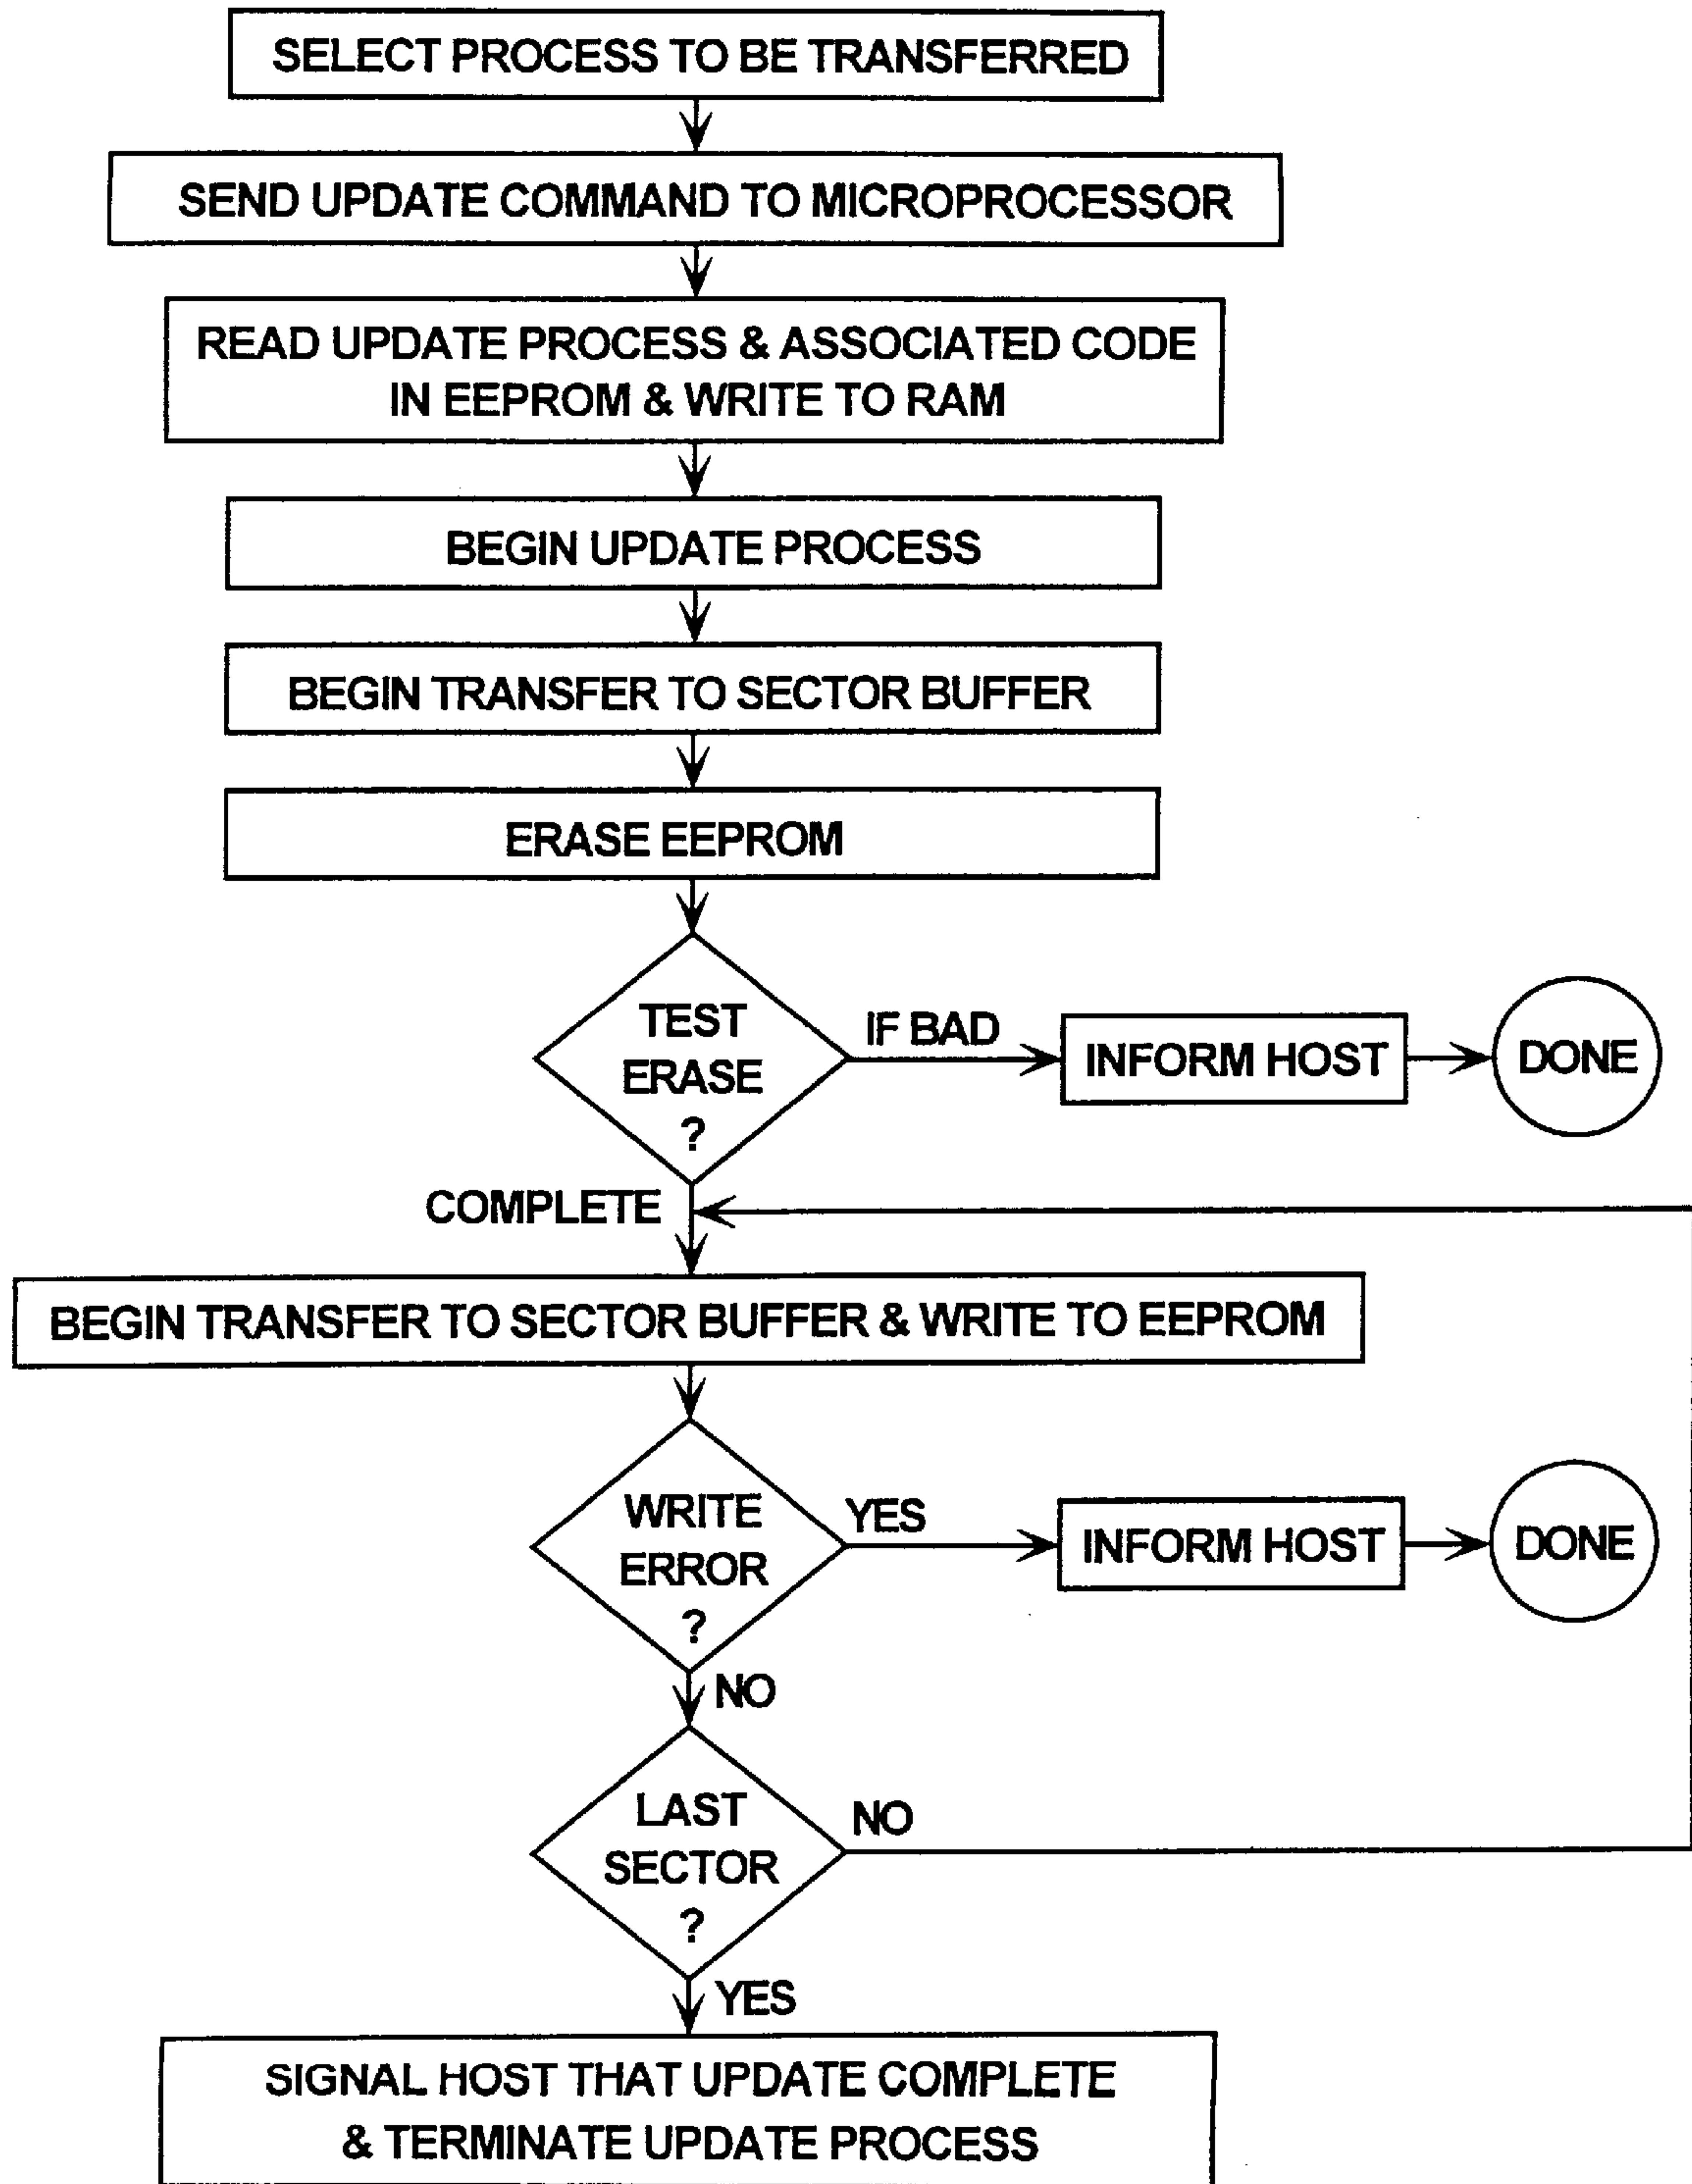 SELECT PROCESS TO BE TRANSFERRED
SEND UPDATE COMMAND TO MICROPROCESSOR
READ UPDATE PROCESS & ASSOCIATED CODE
IN EEPROM & WRITE TO RAM
BEGIN UPDATE PROCESS
BEGIN TRANSFER TO SECTOR BUFFER
ERASE EEPROM
TEST
ERASE
?
IF BAD
INFORM HOST
DONE
COMPLETE
BEGIN TRANSFER TO SECTOR BUFFER & WRITE TO EEPROM
WRITE
ERROR
?
YES
INFORM HOST
DONE
NO
LAST
SECTOR
?
NO
YES
SIGNAL HOST THAT UPDATE COMPLETE
& TERMINATE UPDATE PROCESS